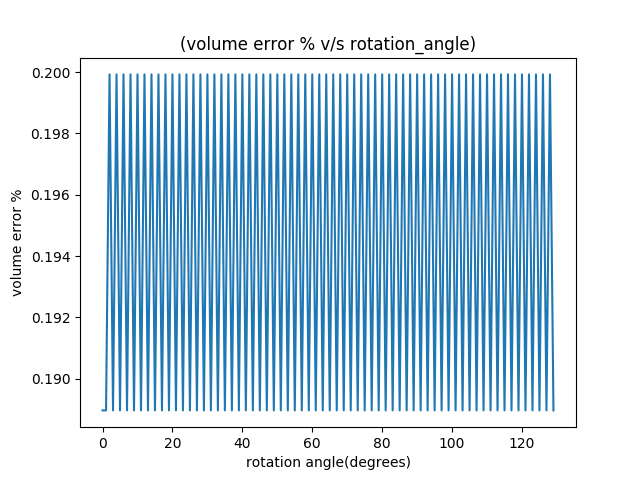 (volume error % v/s rotation_angle)
0.200
0.198
0.196
0.194
0.192
0.190
volume error %
0 20 40 60 80 100 120
rotation angle(degrees)